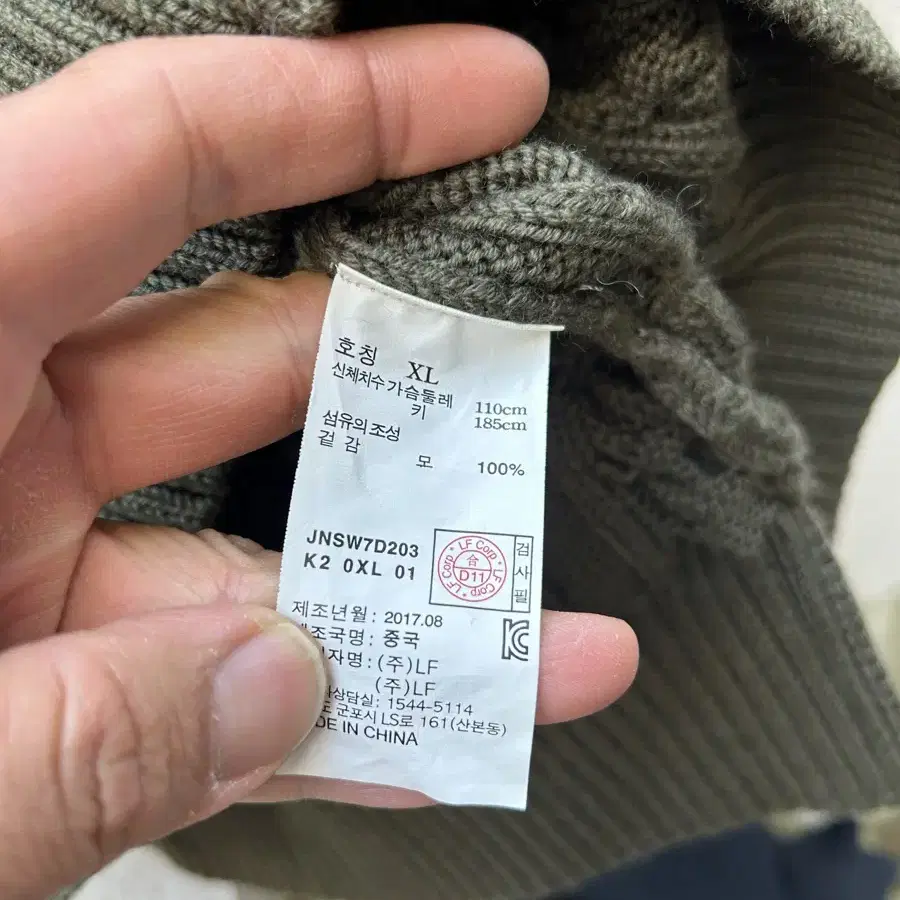 호칭 XL
신체치수 가슴둘레 110cm
키 185cm
섬유의 조성
겉감 모 100%
JNSW7D203
K2 0XL 01
LF Corp LF Corp LF Corp
合
D11
검사필
제조년월 : 2017.08
조국명 : 중국
자명 : (주)LF
(주)LF
상담실 : 1544-5114
군포시 LS로 161(산본동)
DE IN CHINA